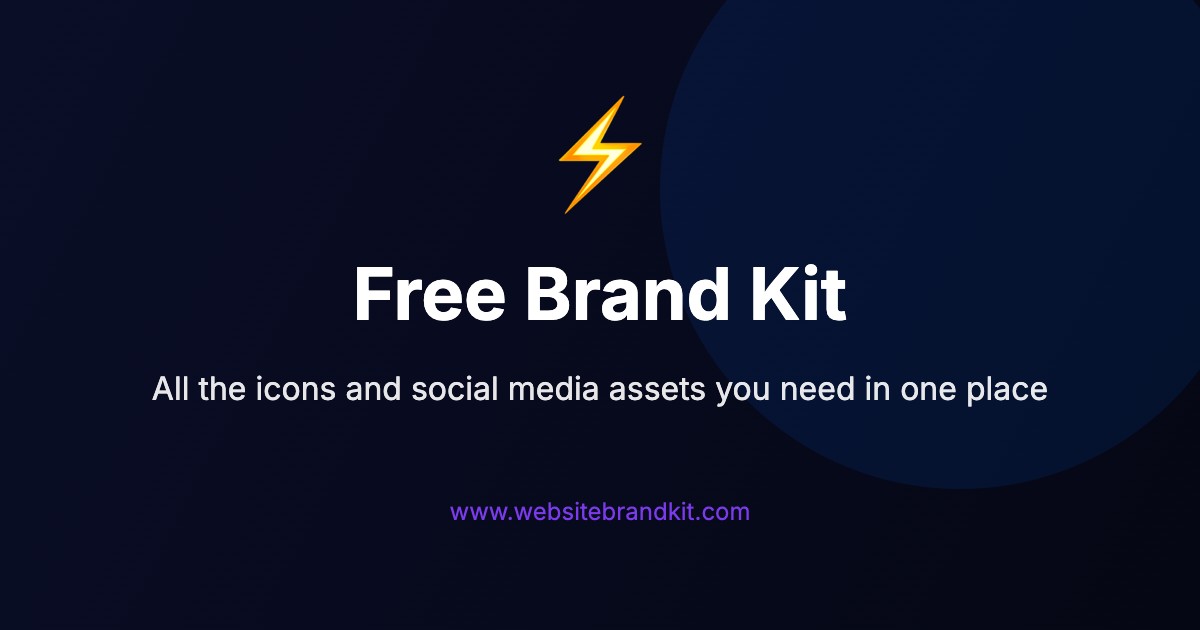 Free Brand Kit
All the icons and social media assets you need in one place
www.websitebrandkit.com